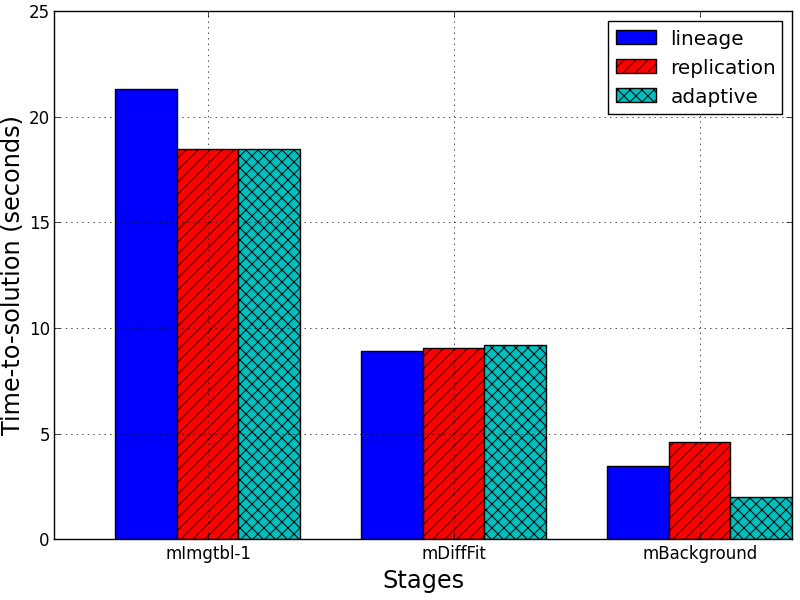 25
20
15
10
5
0
Time-to-solution (seconds)
lineage
replication
adaptive
mImgtbl-1
mDiffFit
mBackground
Stages